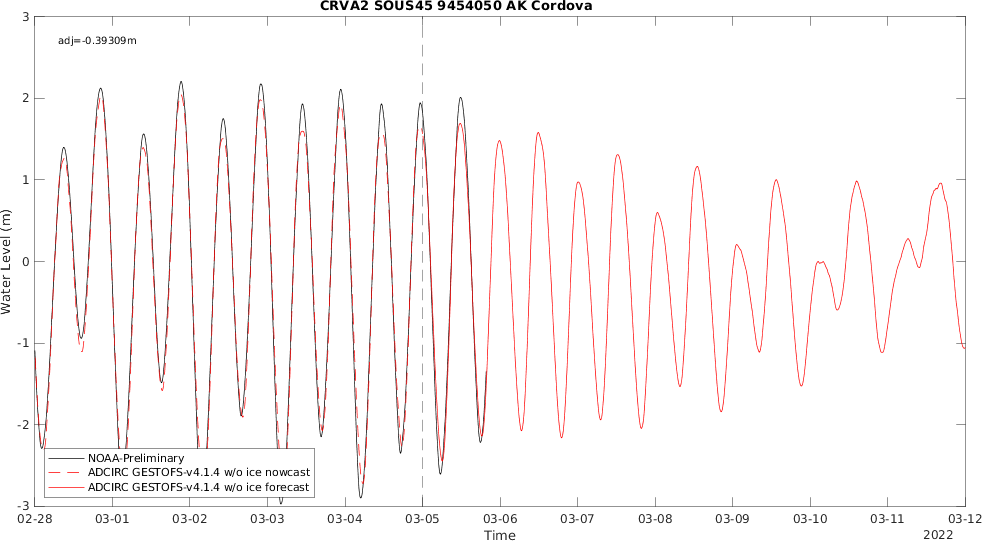 CRVA2 SOUS45 9454050 AK Cordova
adj=-0.39309m
3
2
1
0
-1
-2
-3
Water Level (m)
NOAA-Preliminary
ADCIRC GESTOFS-v4.1.4 w/o ice nowcast
ADCIRC GESTOFS-v4.1.4 w/o ice forecast
02-28 03-01 03-02 03-03 03-04 03-05 03-06 03-07 03-08 03-09 03-10 03-11 03-12
Time
2022